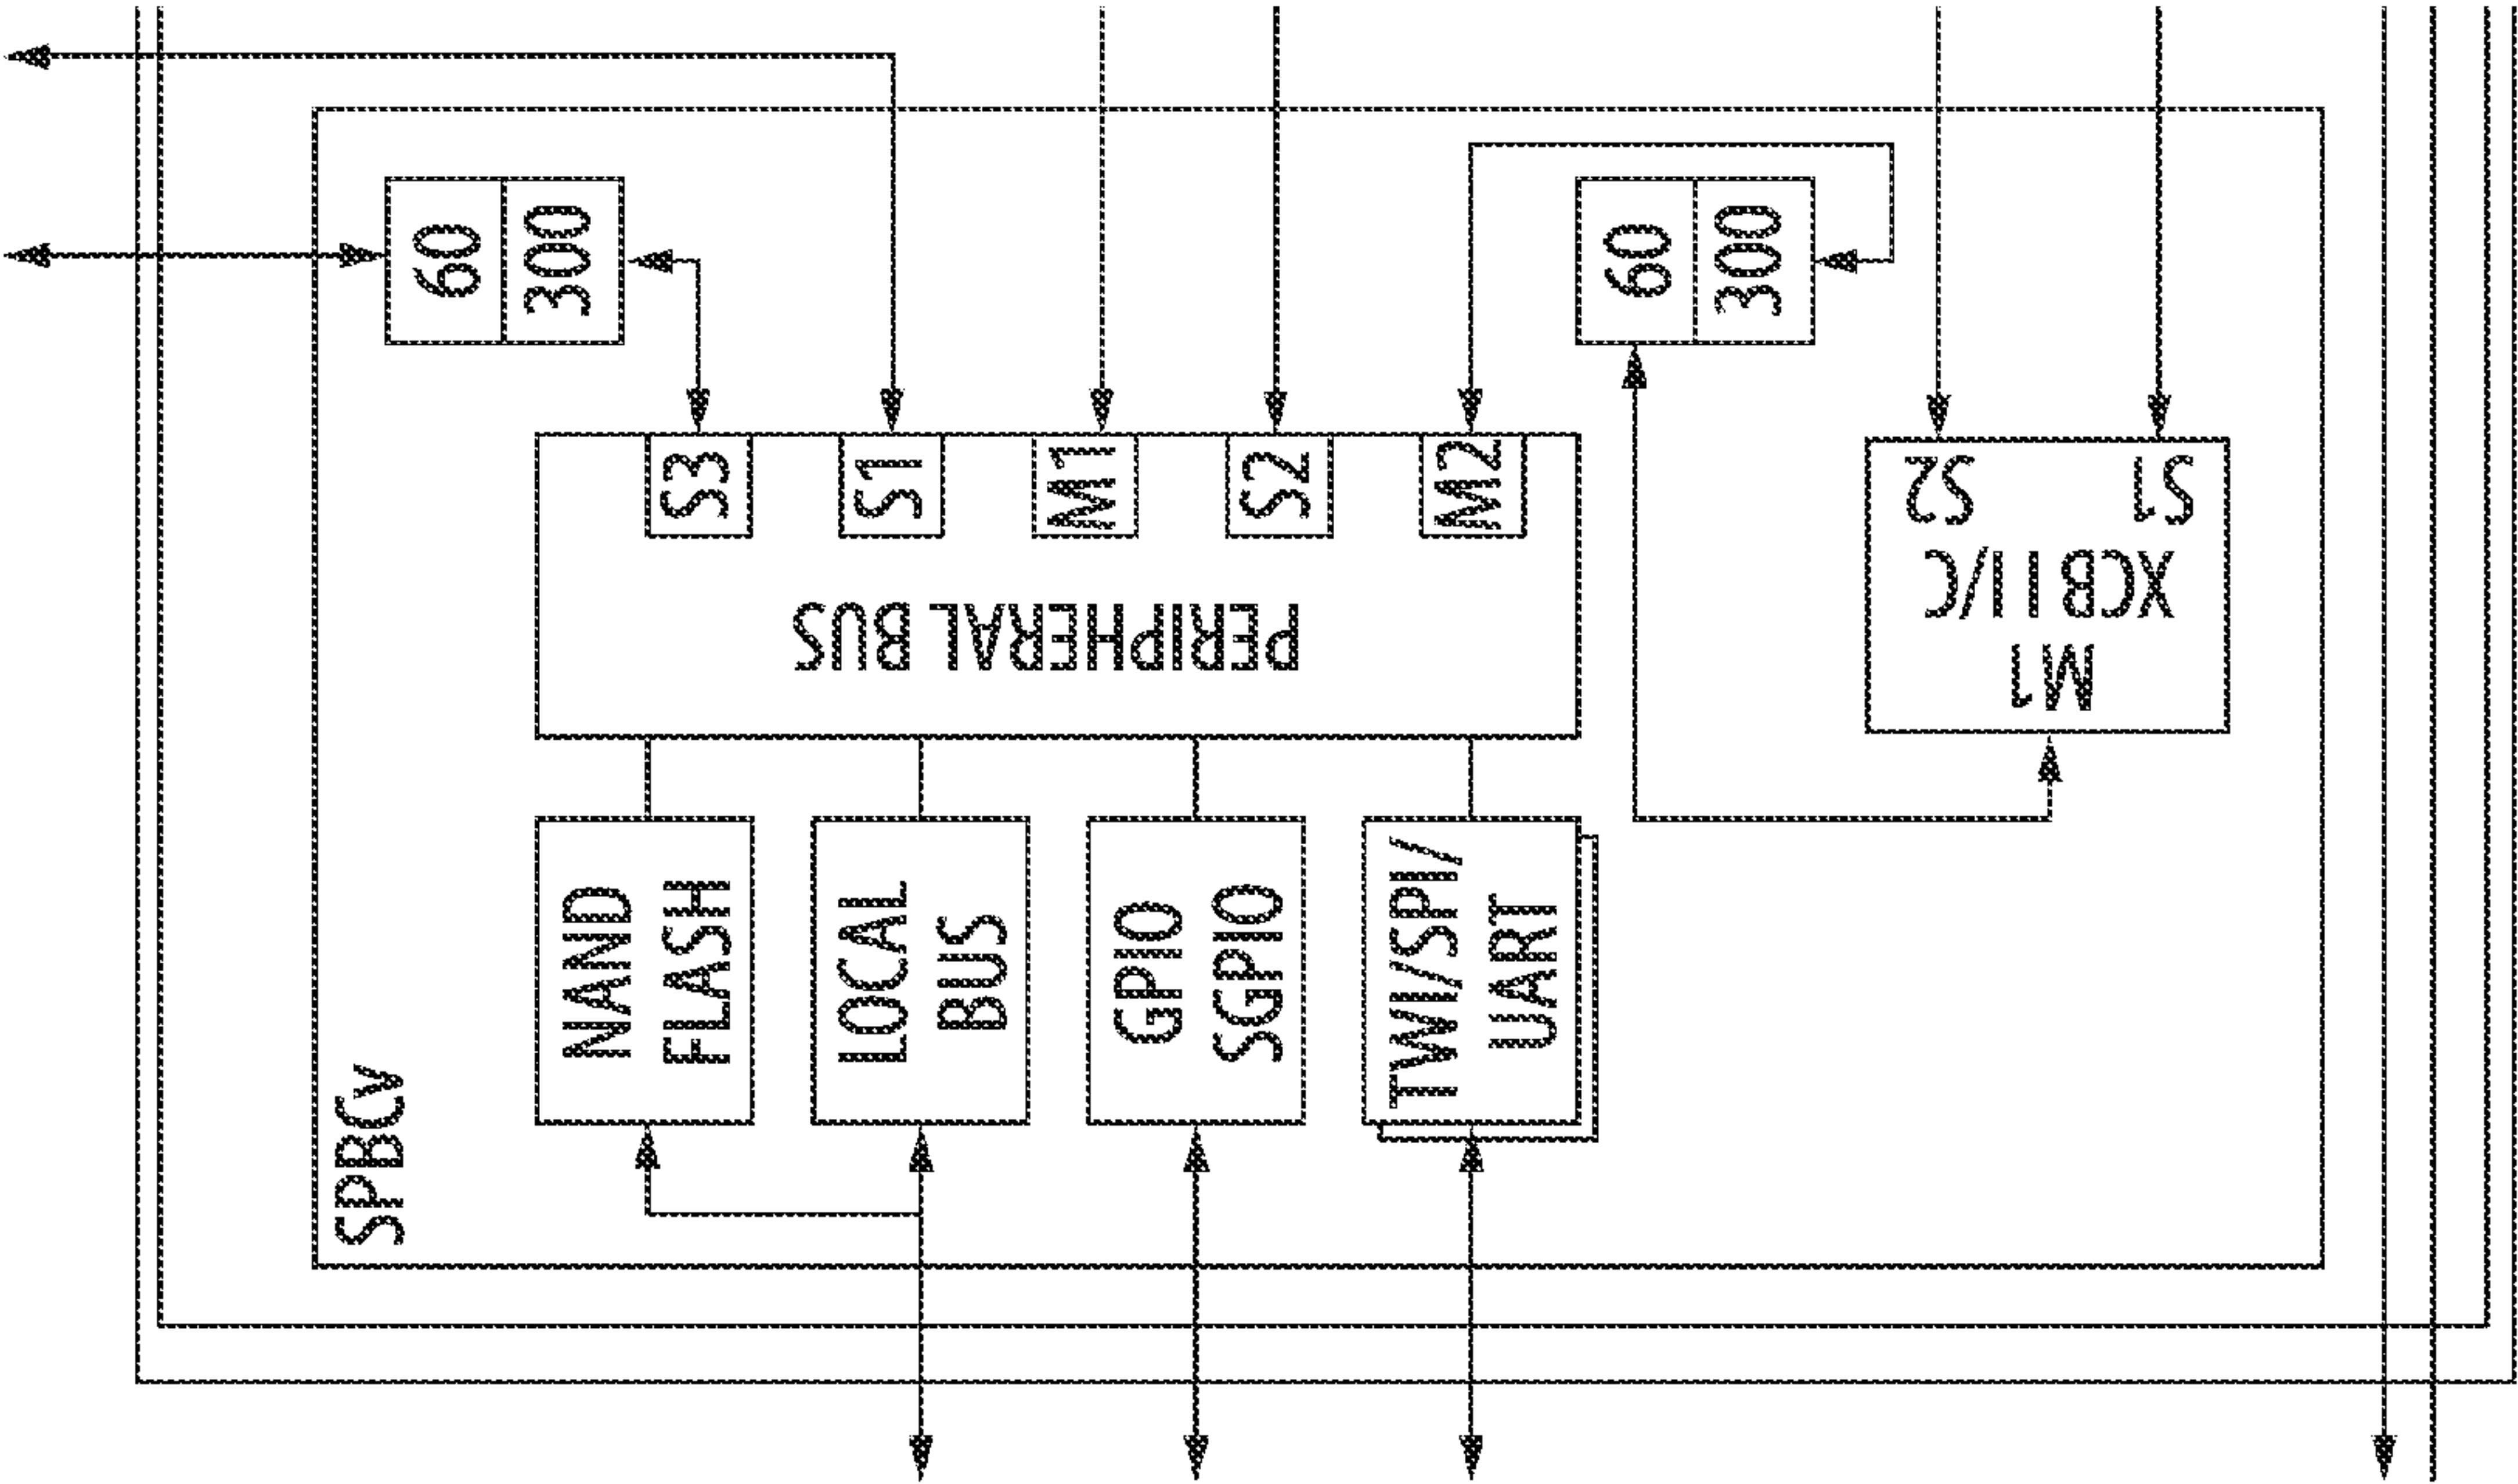 SPBCv
60
300
60
300
S3
S1
M1
S2
M2
PERIPHERAL BUS
NAND
FLASH
LOCAL
BUS
GPIO
SGPIO
TWI/SPI/
UART
S1
S2
XCB I I/C
M1